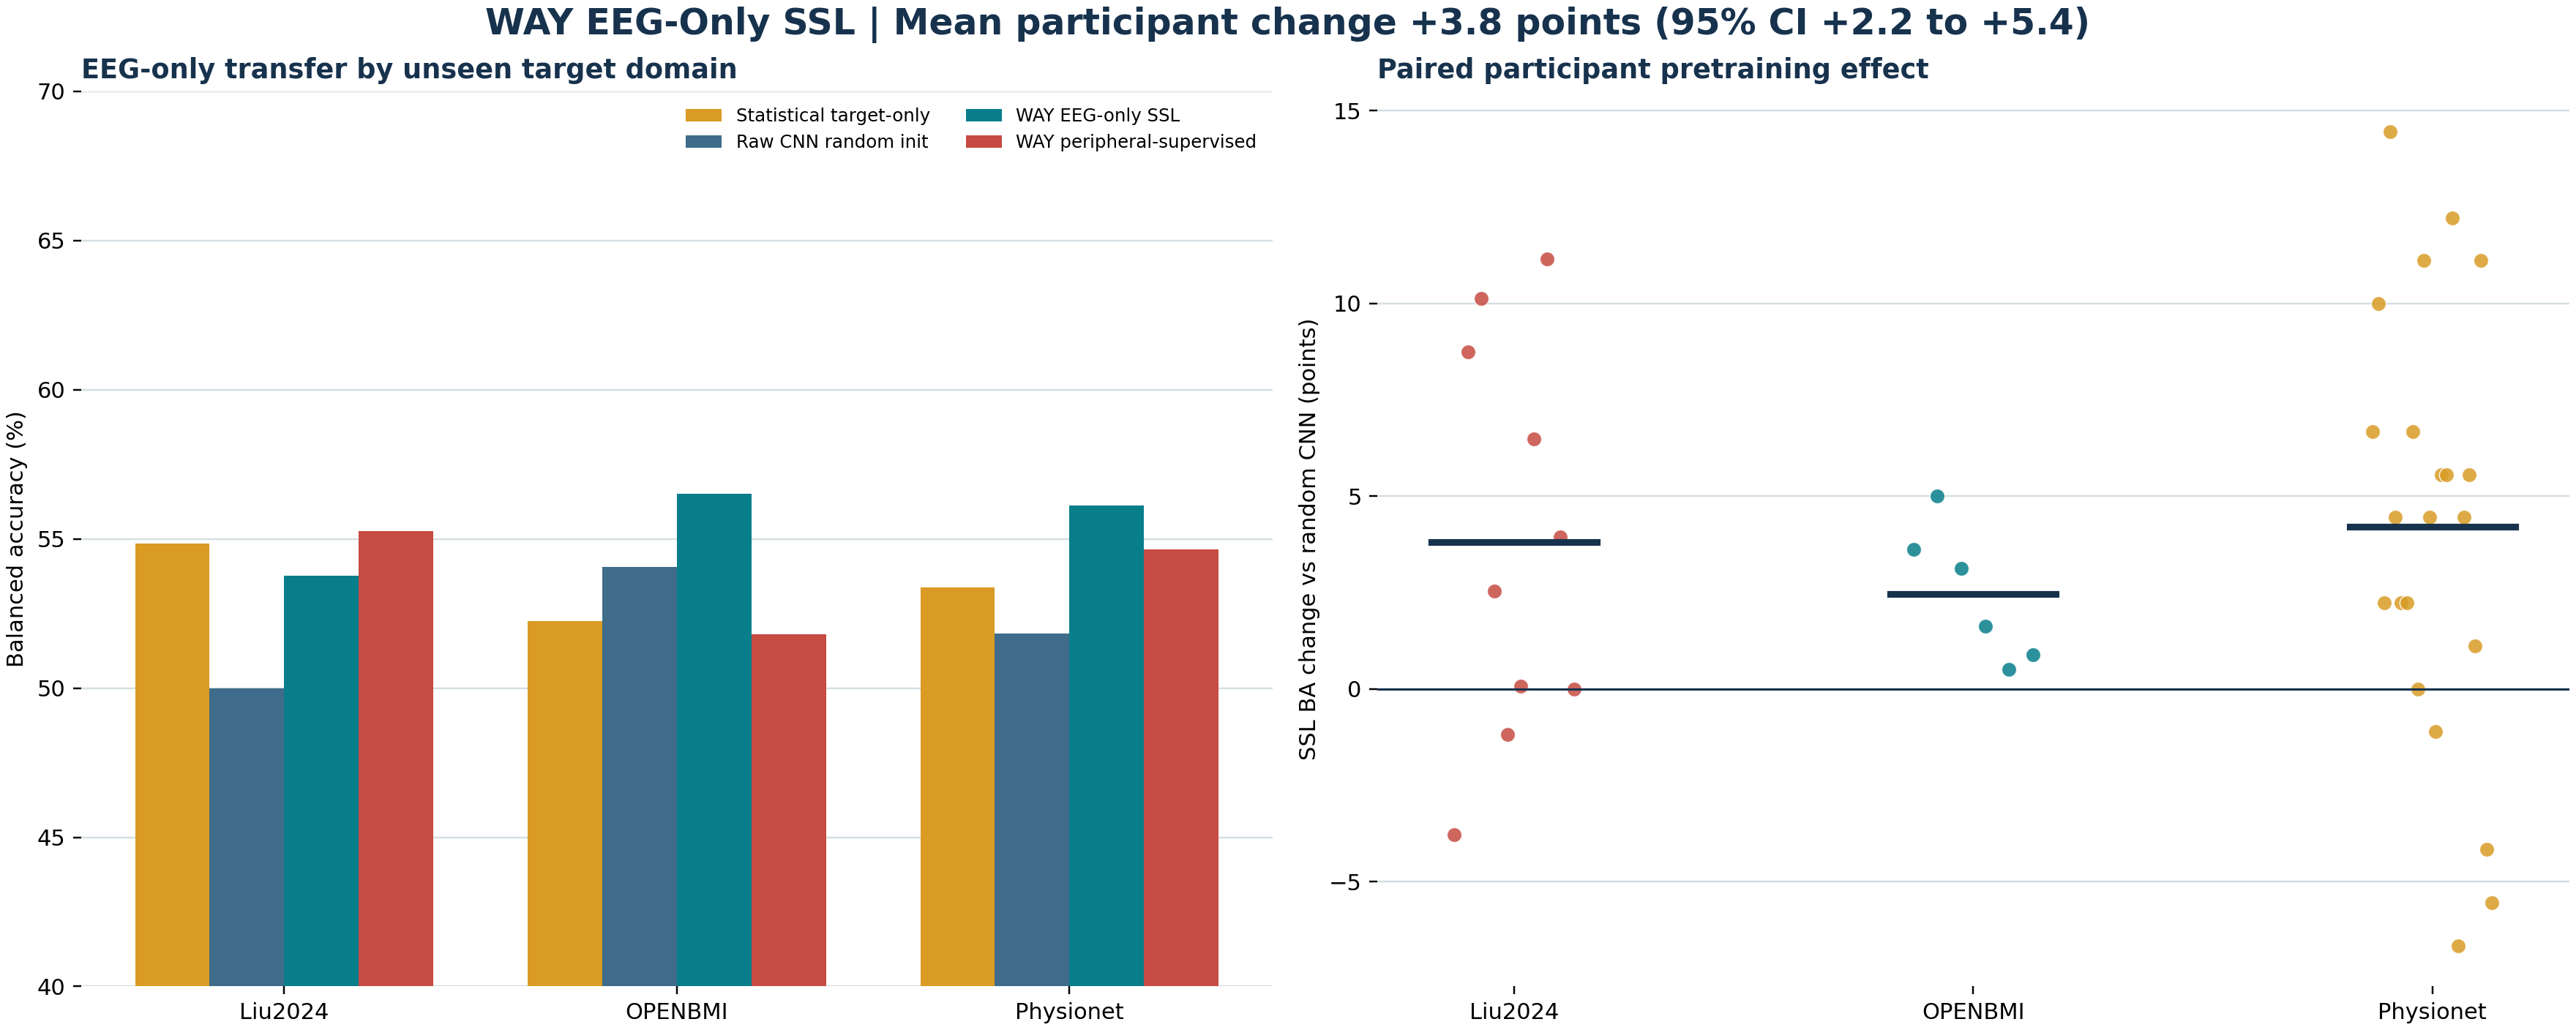 WAY EEG-Only SSL | Mean participant change +3.8 points (95% CI +2.2 to +5.4)
EEG-only transfer by unseen target domain
Balanced accuracy (%)
70
65
60
55
50
45
40
Statistical target-only
Raw CNN random init
WAY EEG-only SSL
WAY peripheral-supervised
Liu2024
OPENBMI
Physionet
Paired participant pretraining effect
SSL BA change vs random CNN (points)
15
10
5
0
−5
Liu2024
OPENBMI
Physionet